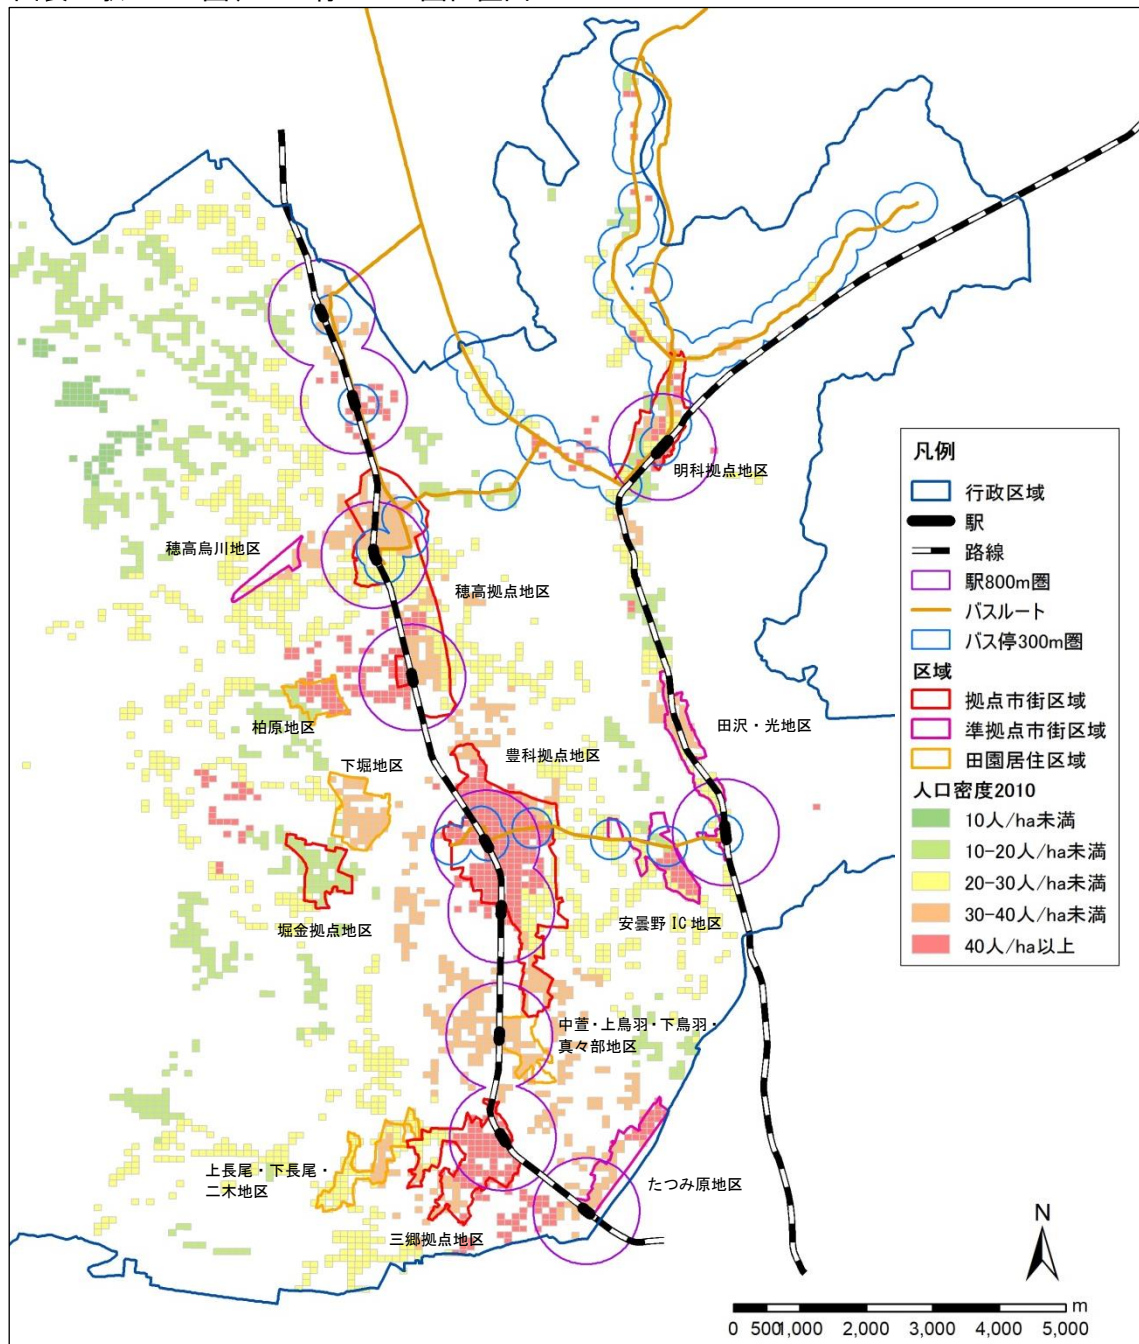 明科拠点地区
穂高烏川地区
穂高拠点地区
柏原地区
田沢・光地区
下堀地区
豊科拠点地区
堀金拠点地区
安曇野IC地区
中萱・上鳥羽・下鳥羽・
真々部地区
上長尾・下長尾・
二木地区
たつみ原地区
三郷拠点地区
凡例
行政区域
駅
路線
駅800m圏
バスルート
バス停300m圏
区域
拠点市街区域
準拠点市街区域
田園居住区域
人口密度2010
10人/ha未満
10-20人/ha未満
20-30人/ha未満
30-40人/ha未満
40人/ha以上
N
m
0 500 1,000 2,000 3,000 4,000 5,000